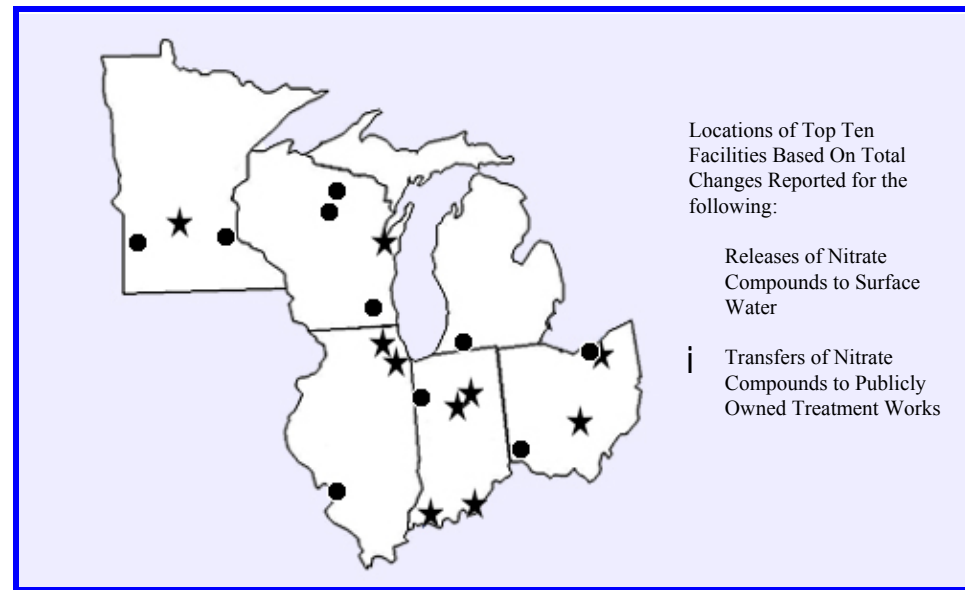 Locations of Top Ten
Facilities Based On Total
Changes Reported for the
following:
Releases of Nitrate
Compounds to Surface
Water
i Transfers of Nitrate
Compounds to Publicly
Owned Treatment Works